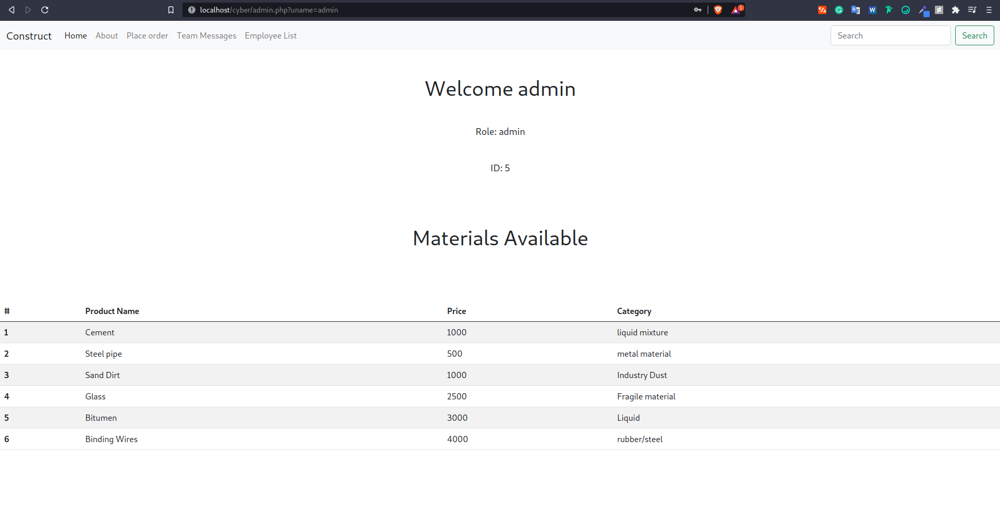 localhost/cyber/admin.php?uname=admin
1
W
Construct Home About Place order Team Messages Employee List Search Search
Welcome admin
Role: admin
ID: 5
Materials Available
# Product Name Price Category
1 Cement 1000 liquid mixture
2 Steel pipe 500 metal material
3 Sand Dirt 1000 Industry Dust
4 Glass 2500 Fragile material
5 Bitumen 3000 Liquid
6 Binding Wires 4000 rubber/steel